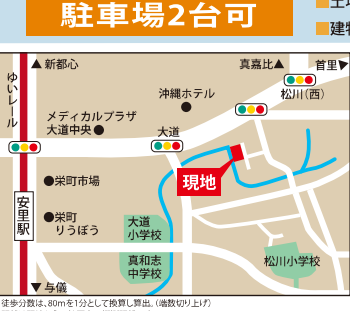 駐車場2台可
■土
■建物
▲新都心
真嘉比▲
首里▶
ゆいレール
沖縄ホテル
松川(西)
メディカルプラザ
大道中央●
大道
●栄町市場
現地
安里駅
●栄町
りうぼう
大道
小学校
真和志
中学校
松川小学校
▼与儀
徒歩分数は、80mを1分として換算し算出。(端数切り上げ)